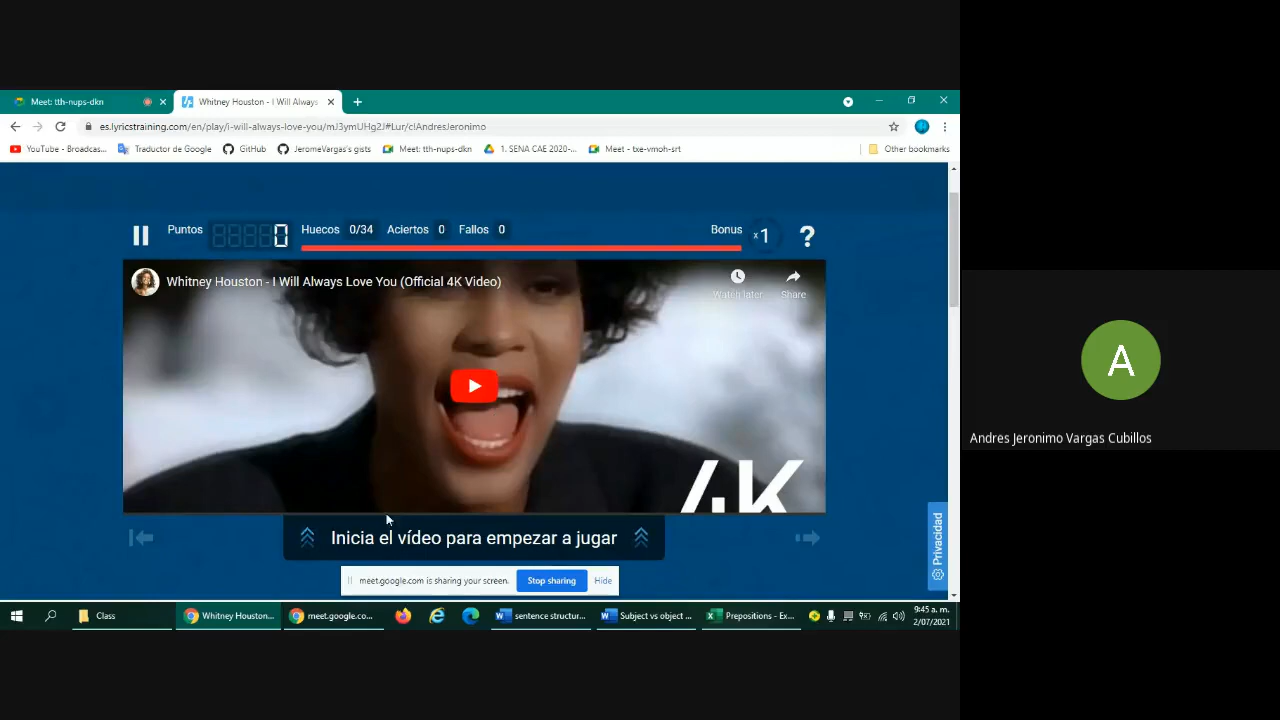 Meet: tth-nups-dkn
Whitney Houston - I Will Always
es.lyricstraining.com/en/play/i-will-always-love-you/mJ3ymUHg2J#Lur/c/AndresJeronimo
YouTube - Broadcas... Traductor de Google GitHub JeromeVargas's gists Meet: tth-nups-dkn 1. SENA CAE 2020-... Meet - txe-vmoh-srt Other bookmarks
Puntos 0 Huecos 0/34 Aciertos 0 Fallos 0 Bonus x1 ?
Whitney Houston - I Will Always Love You (Official 4K Video)
Watch later Share
4K
A
Andres Jeronimo Vargas Cubillos
Inicia el vídeo para empezar a jugar
Privacidad
meet.google.com is sharing your screen. Stop sharing Hide
Class Whitney Houston... meet.google.co... sentence structur... Subject vs object ... Prepositions - Ex...
9:45 a. m.
2/07/2021